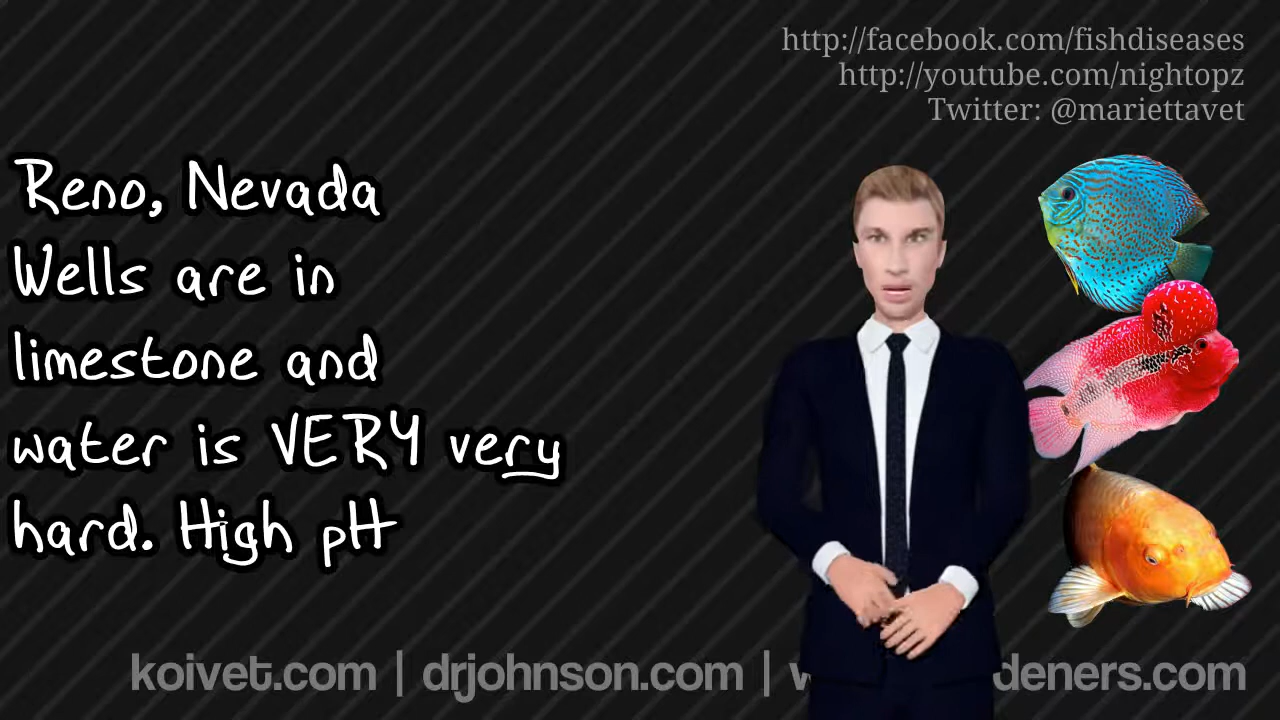 http://facebook.com/fishdiseases
http://youtube.com/nightopz
Twitter: @mariettavet
Reno, Nevada
Wells are in
limestone and
water is VERY very
hard. High pH
koivet.com | drjohnson.com |